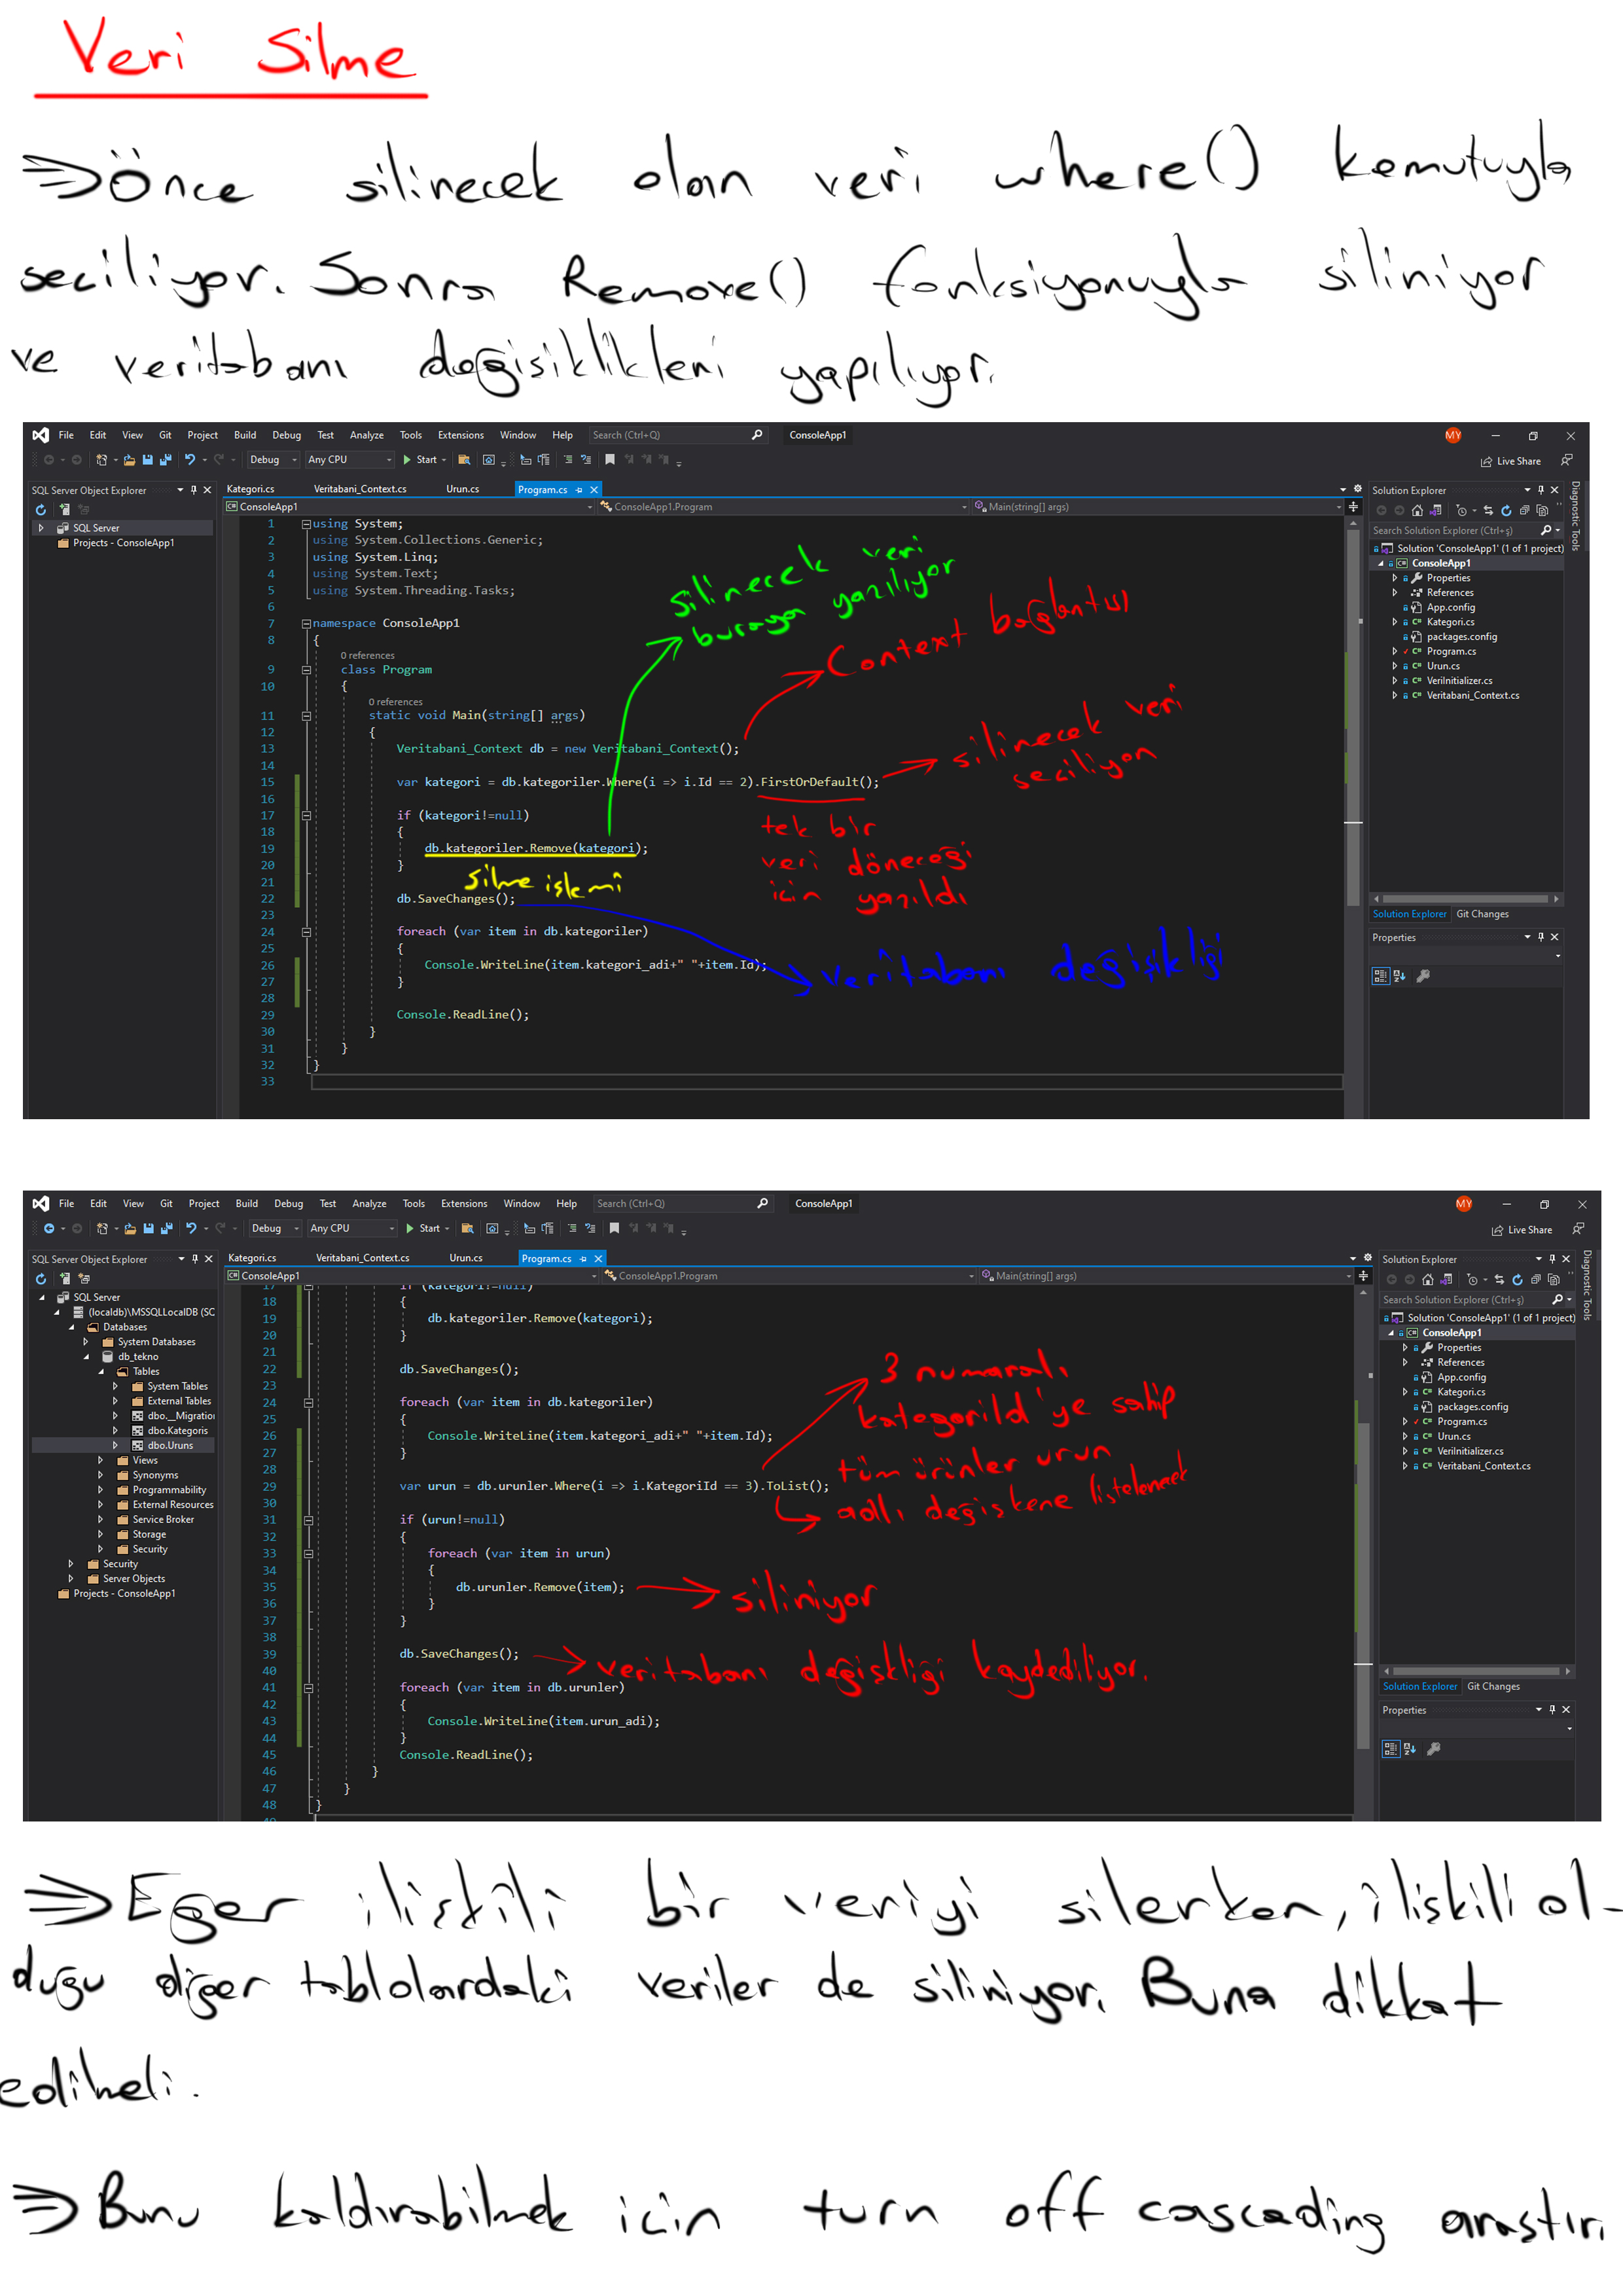 Veri Silme
⇒ Önce silinecek olan veri where() komutuyla
seciliyor. Sonra Remove() fonksiyonuyla siliniyor
ve veritabanı değisiklikleri yapılıyor.
File Edit View Git Project Build Debug Test Analyze Tools Extensions Window Help Search (Ctrl+Q) ConsoleApp1 MY
Debug Any CPU Start Live Share
SQL Server Object Explorer
SQL Server
Projects - ConsoleApp1
Kategori.cs Veritabani_Context.cs Urun.cs Program.cs
ConsoleApp1 ConsoleApp1.Program Main(string[] args)
1 using System;
2 using System.Collections.Generic;
3 using System.Linq;
4 using System.Text;
5 using System.Threading.Tasks;
6
7 namespace ConsoleApp1
8 {
0 references
9 class Program
10 {
0 references
11 static void Main(string[] args)
12 {
13 Veritabani_Context db = new Veritabani_Context();
14
15 var kategori = db.kategoriler.Where(i => i.Id == 2).FirstOrDefault();
16
17 if (kategori!=null)
18 {
19 db.kategoriler.Remove(kategori);
20 }
21
22 db.SaveChanges();
23
24 foreach (var item in db.kategoriler)
25 {
26 Console.WriteLine(item.kategori_adi+" "+item.Id);
27 }
28
29 Console.ReadLine();
30 }
31 }
32 }
33
silinecek veri
buraya yazılıyor
Context bağlantısı
silinecek veri
seciliyor
tek bir
veri döneceği
icin yazıldı
silme islemi
veritabanı değişikliği
Solution Explorer
Search Solution Explorer (Ctrl+ş)
Solution 'ConsoleApp1' (1 of 1 project)
ConsoleApp1
Properties
References
App.config
Kategori.cs
packages.config
Program.cs
Urun.cs
VeriInitializer.cs
Veritabani_Context.cs
Solution Explorer Git Changes
Properties
Diagnostic Tools
File Edit View Git Project Build Debug Test Analyze Tools Extensions Window Help Search (Ctrl+Q) ConsoleApp1 MY
Debug Any CPU Start Live Share
SQL Server Object Explorer
SQL Server
(localdb)\MSSQLLocalDB (SC
Databases
System Databases
db_tekno
Tables
System Tables
External Tables
dbo.__Migratio
dbo.Kategoris
dbo.Uruns
Views
Synonyms
Programmability
External Resources
Service Broker
Storage
Security
Security
Server Objects
Projects - ConsoleApp1
Kategori.cs Veritabani_Context.cs Urun.cs Program.cs
ConsoleApp1 ConsoleApp1.Program Main(string[] args)
17 if (kategori!=null)
18 {
19 db.kategoriler.Remove(kategori);
20 }
21
22 db.SaveChanges();
23
24 foreach (var item in db.kategoriler)
25 {
26 Console.WriteLine(item.kategori_adi+" "+item.Id);
27 }
28
29 var urun = db.urunler.Where(i => i.KategoriId == 3).ToList();
30
31 if (urun!=null)
32 {
33 foreach (var item in urun)
34 {
35 db.urunler.Remove(item);
36 }
37 }
38
39 db.SaveChanges();
40
41 foreach (var item in db.urunler)
42 {
43 Console.WriteLine(item.urun_adi);
44 }
45 Console.ReadLine();
46 }
47 }
48 }
49
3 numaralı
kategoriId'ye sahip
tüm ürünler urun
adlı değiskene listelenecek
siliniyor
veritabanı değiskliği kaydediliyor.
Solution Explorer
Search Solution Explorer (Ctrl+ş)
Solution 'ConsoleApp1' (1 of 1 project)
ConsoleApp1
Properties
References
App.config
Kategori.cs
packages.config
Program.cs
Urun.cs
VeriInitializer.cs
Veritabani_Context.cs
Solution Explorer Git Changes
Properties
Diagnostic Tools
⇒ Eğer ilişkili bir veriyi silerken, ilişkili ol-
duğu diğer tablolardaki veriler de siliniyor. Buna dikkat
edilmeli.
⇒ Bunu kaldırabilmek icin turn off cascading arastır.